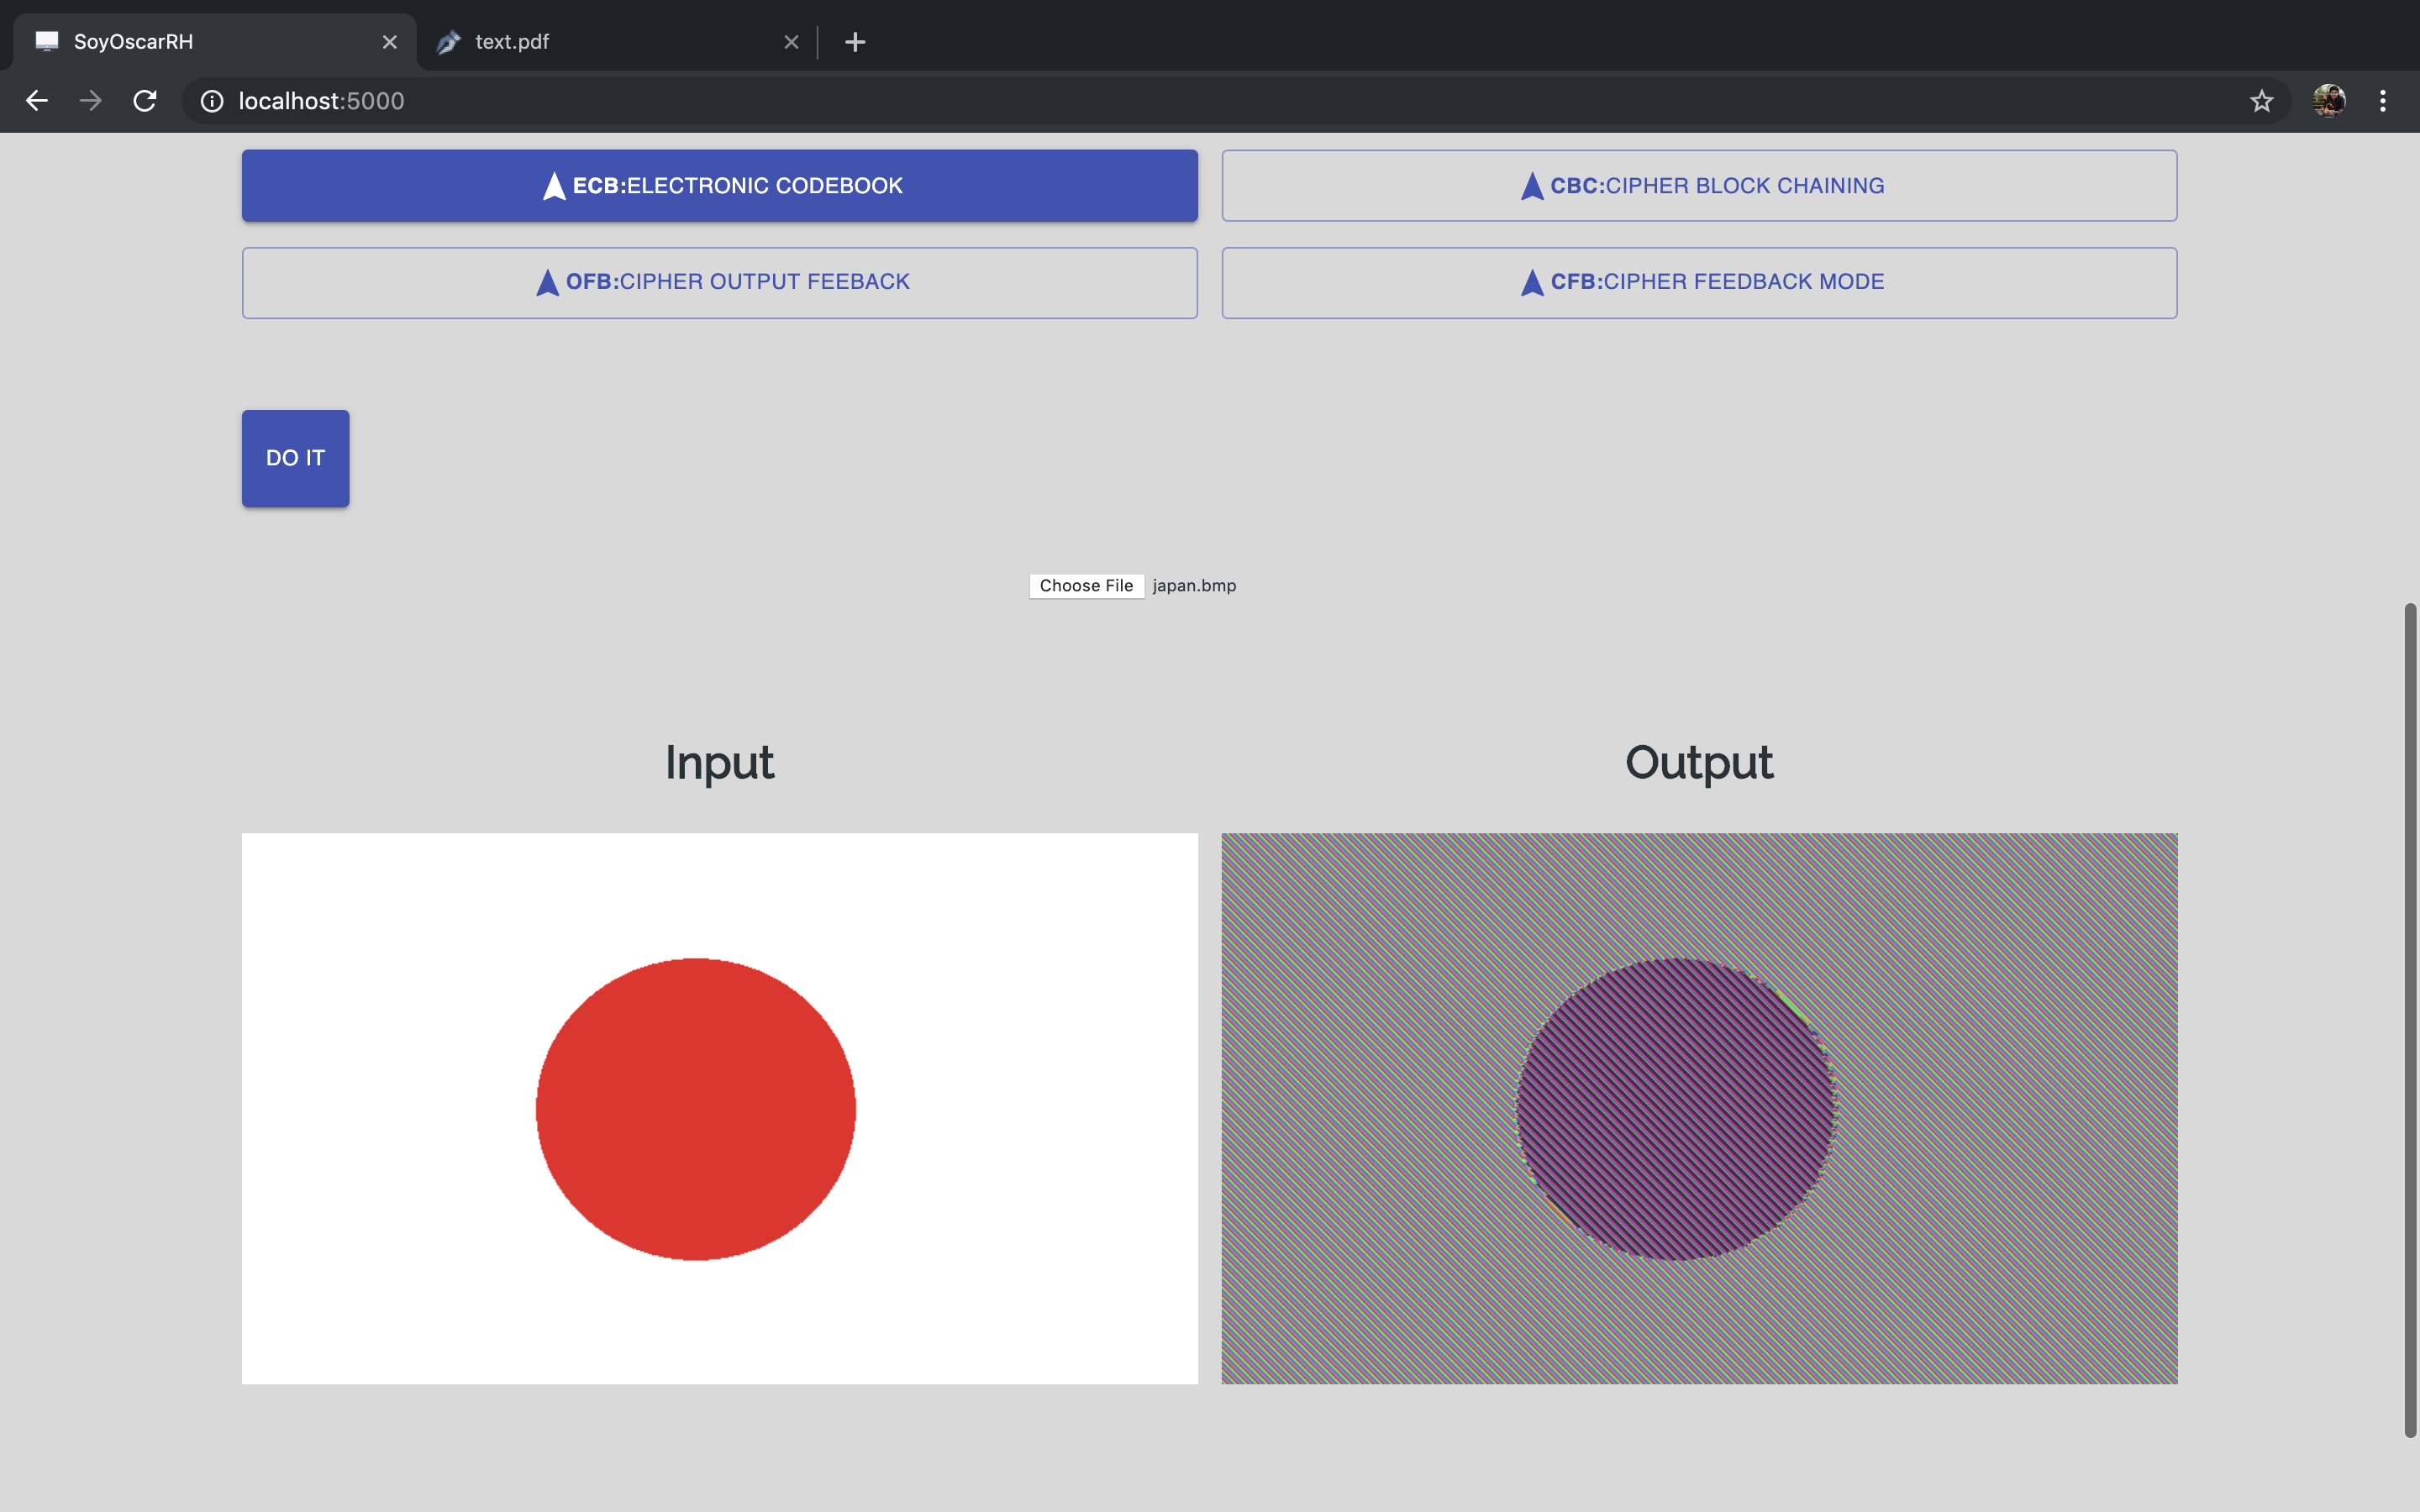 SoyOscarRH
text.pdf
localhost:5000
ECB:ELECTRONIC CODEBOOK
CBC:CIPHER BLOCK CHAINING
OFB:CIPHER OUTPUT FEEBACK
CFB:CIPHER FEEDBACK MODE
DO IT
Choose File japan.bmp
Input
Output